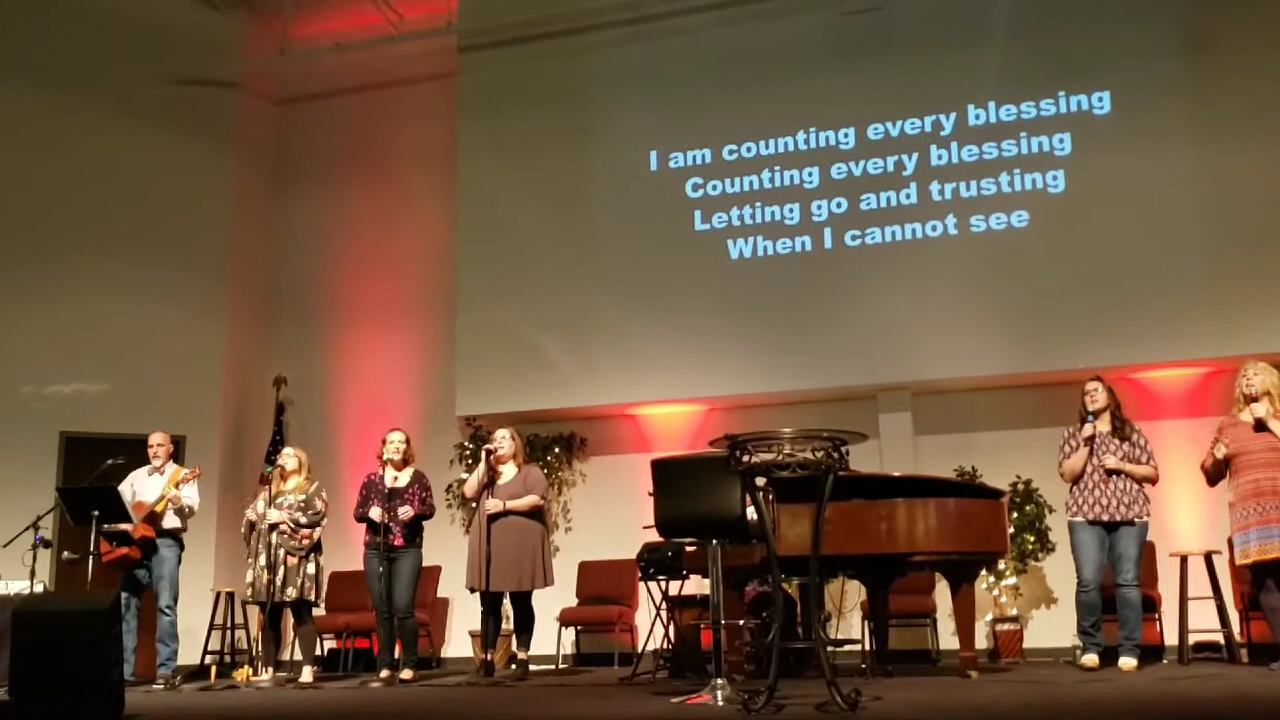 I am counting every blessing
Counting every blessing
Letting go and trusting
When I cannot see